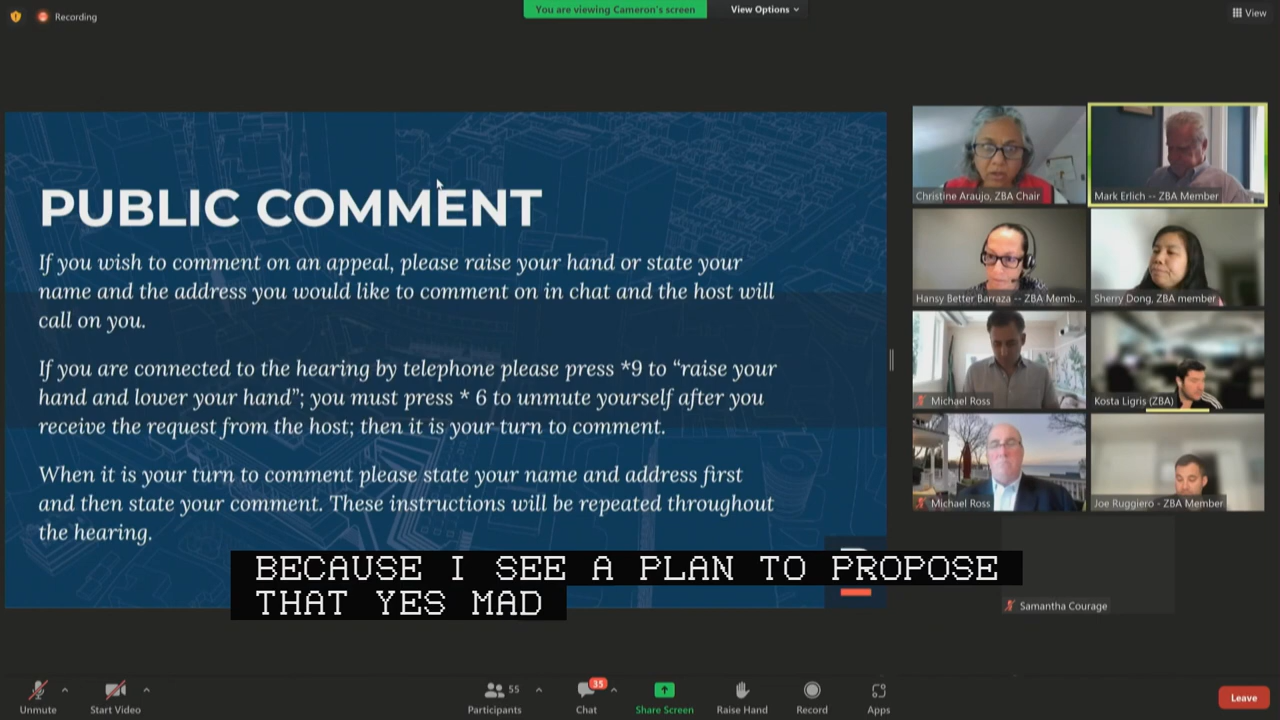 Recording
You are viewing Cameron's screen
View Options
View
PUBLIC COMMENT
If you wish to comment on an appeal, please raise your hand or state your
name and the address you would like to comment on in chat and the host will
call on you.
If you are connected to the hearing by telephone please press *9 to “raise your
hand and lower your hand”; you must press * 6 to unmute yourself after you
receive the request from the host; then it is your turn to comment.
When it is your turn to comment please state your name and address first
and then state your comment. These instructions will be repeated throughout
the hearing.
BECAUSE I SEE A PLAN TO PROPOSE
THAT YES MAD
Christine Araujo, ZBA Chair
Mark Erlich -- ZBA Member
Hansy Better Barraza -- ZBA Memb...
Sherry Dong, ZBA member
Michael Ross
Kosta Ligris (ZBA)
Michael Ross
Joe Ruggiero - ZBA Member
Samantha Courage
Unmute
Start Video
Participants
55
Chat
35
Share Screen
Raise Hand
Record
Apps
Leave